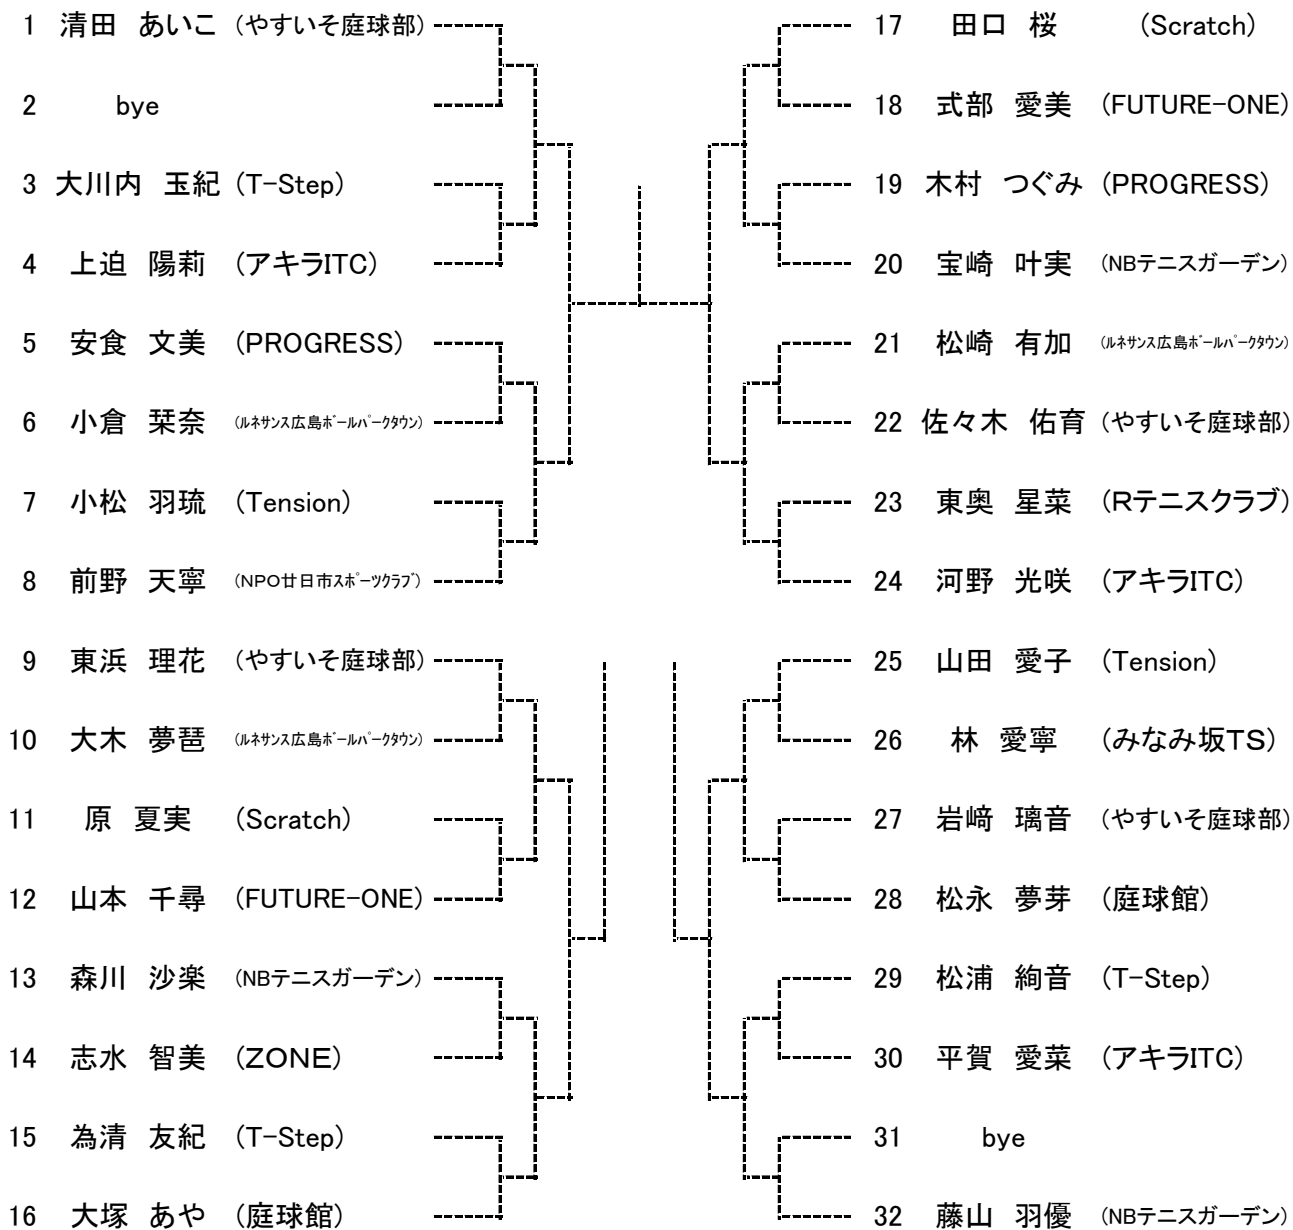 1 清田 あいこ (やすいそ庭球部)
2 bye
3 大川内 玉紀 (T-Step)
4 上迫 陽莉 (アキラITC)
5 安食 文美 (PROGRESS)
6 小倉 栞奈 (ルネサンス広島ボールパークタウン)
7 小松 羽琉 (Tension)
8 前野 天寧 (NPO廿日市スポーツクラブ)
9 東浜 理花 (やすいそ庭球部)
10 大木 夢琶 (ルネサンス広島ボールパークタウン)
11 原 夏実 (Scratch)
12 山本 千尋 (FUTURE-ONE)
13 森川 沙楽 (NBテニスガーデン)
14 志水 智美 (ZONE)
15 為清 友紀 (T-Step)
16 大塚 あや (庭球館)
17 田口 桜 (Scratch)
18 式部 愛美 (FUTURE-ONE)
19 木村 つぐみ (PROGRESS)
20 宝崎 叶実 (NBテニスガーデン)
21 松崎 有加 (ルネサンス広島ボールパークタウン)
22 佐々木 佑育 (やすいそ庭球部)
23 東奥 星菜 (Rテニスクラブ)
24 河野 光咲 (アキラITC)
25 山田 愛子 (Tension)
26 林 愛寧 (みなみ坂TS)
27 岩﨑 璃音 (やすいそ庭球部)
28 松永 夢芽 (庭球館)
29 松浦 絢音 (T-Step)
30 平賀 愛菜 (アキラITC)
31 bye
32 藤山 羽優 (NBテニスガーデン)